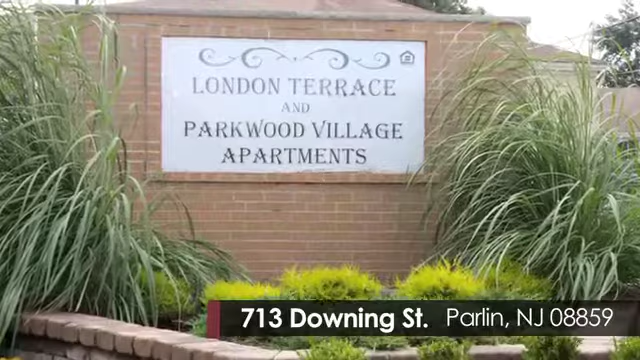 LONDON TERRACE
AND
PARKWOOD VILLAGE
APARTMENTS
713 Downing St. Parlin, NJ 08859